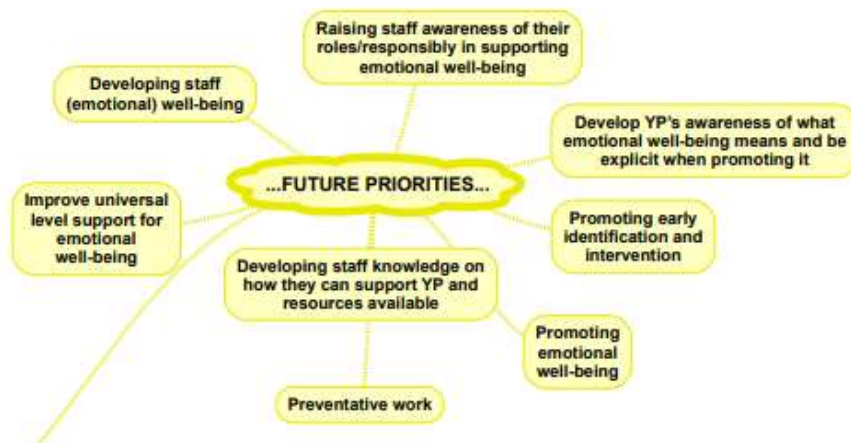 Raising staff awareness of their
roles/responsibly in supporting
emotional well-being
Developing staff
(emotional) well-being
Develop YP's awareness of what
emotional well-being means and be
explicit when promoting it
...FUTURE PRIORITIES...
Improve universal
level support for
emotional
well-being
Promoting early
identification and
intervention
Developing staff knowledge on
how they can support YP and
resources available
Promoting
emotional
well-being
Preventative work